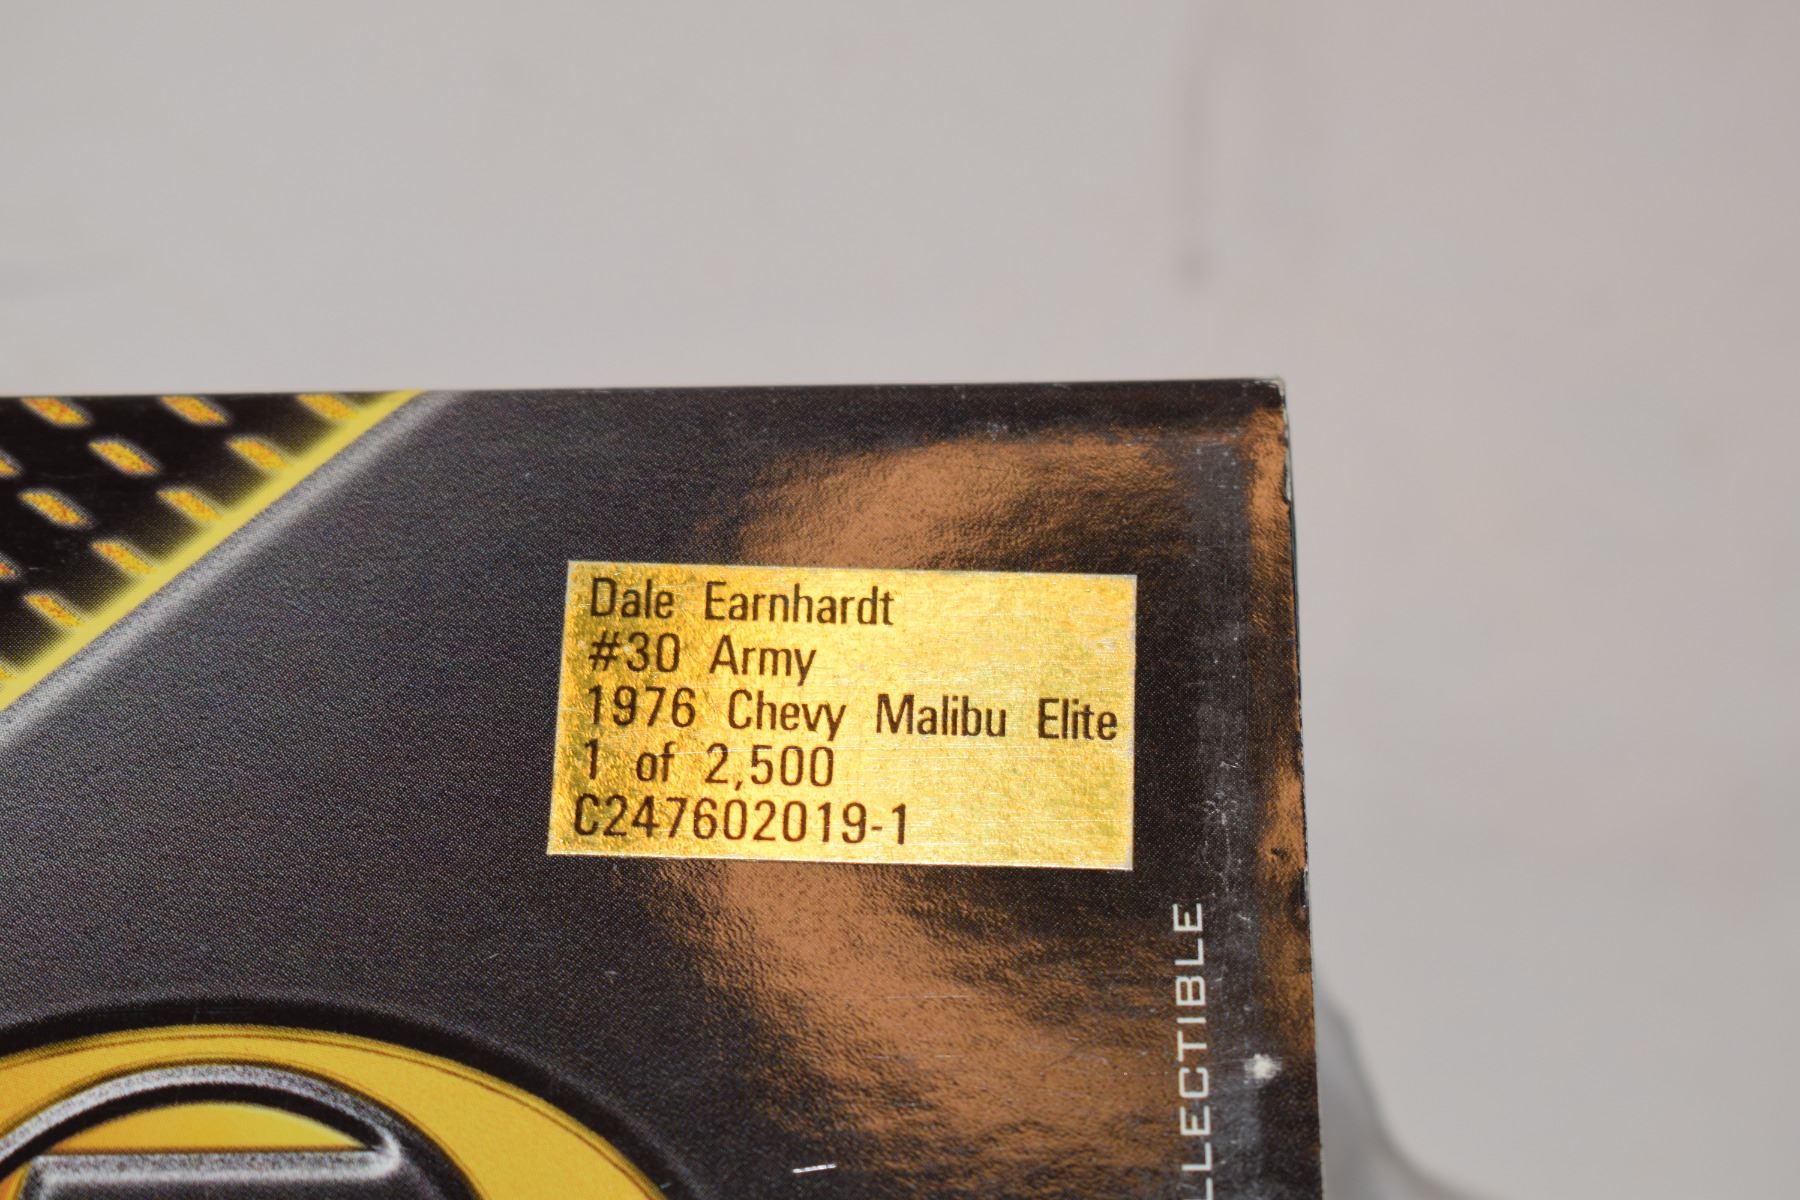 Dale Earnhardt
#30 Army
1976 Chevy Malibu Elite
1 of 2,500
C247602019-1
LLECTIBLE